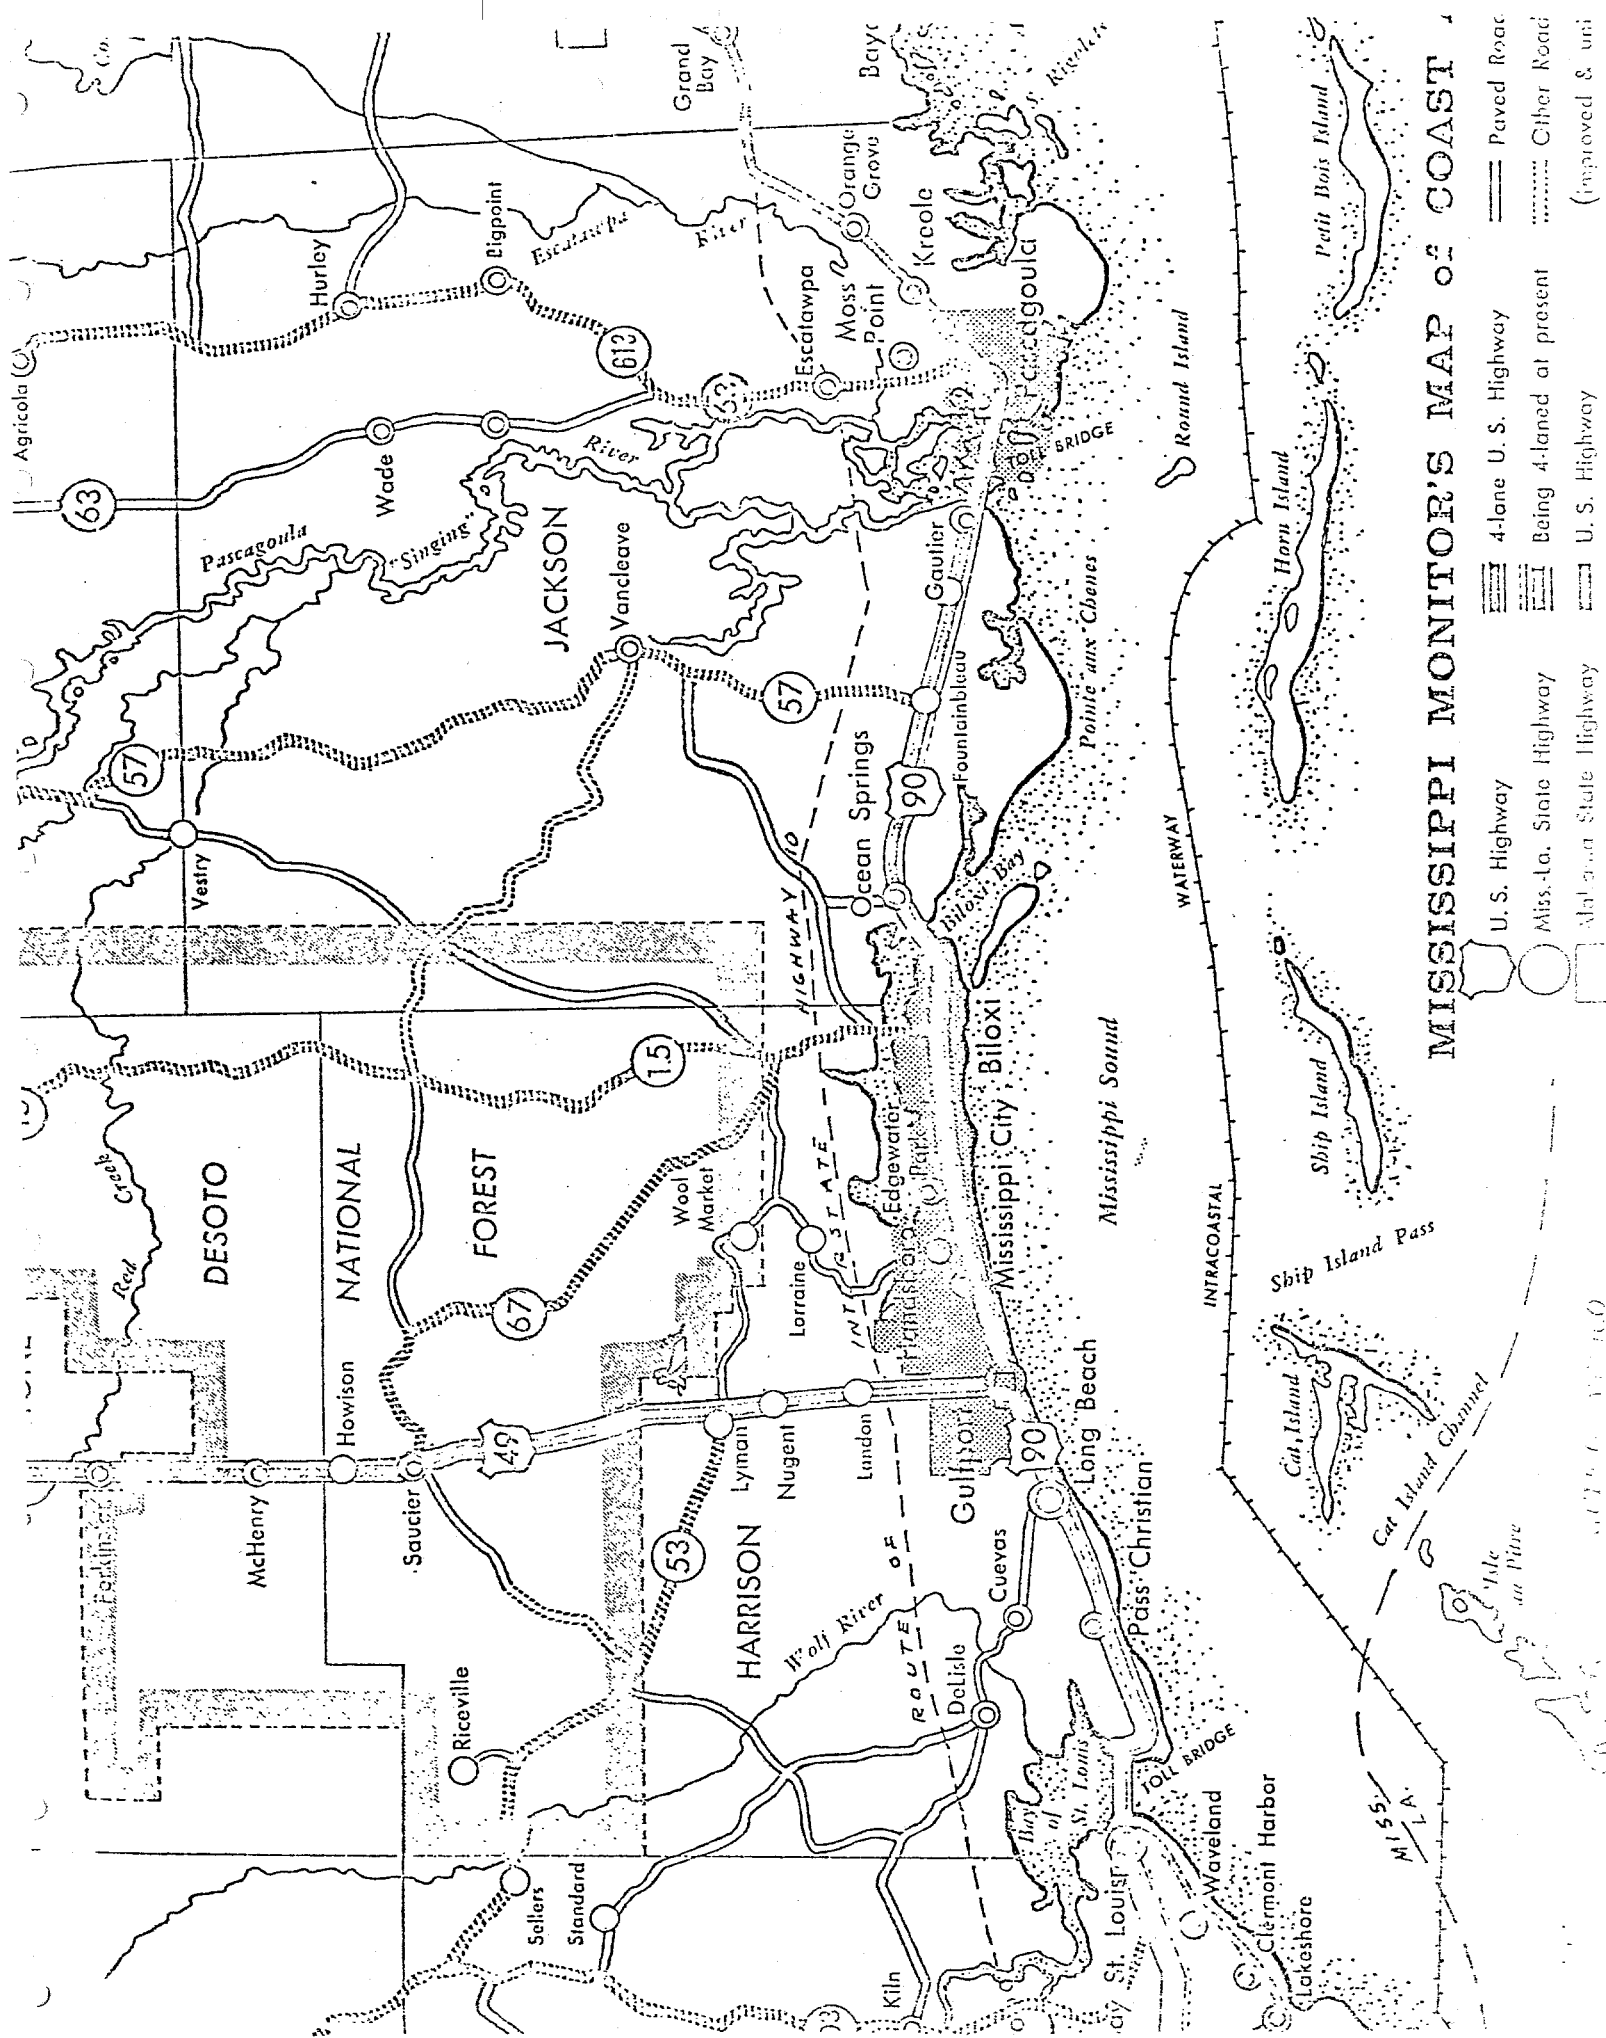 MISSISSIPPI MONITOR'S MAP of COAST
U. S. Highway
4-lane U. S. Highway
Paved Road
Miss.-La. State Highway
Being 4-laned at present
Other Road
State Highway
U. S. Highway
(improved &
Agricola
63
Hurley
Bigpoint
Escatawpa
River
613
63
Grand
Bay
Bay
Rigolets
Orange
Grove
Kreole
Escatawpa
Moss
Point
Pascagoula
TOLL BRIDGE
Round Island
Petit Bois Island
Wade
Pascagoula
"Singing"
River
JACKSON
Vancleave
Gautier
57
57
Fountainbleau
Pointe aux Chenes
Horn Island
Vestry
Ocean Springs
90
Biloxi Bay
WATERWAY
INTERSTATE
HIGHWAY 10
15
Red
Creek
DESOTO
NATIONAL
FOREST
67
Wool
Market
Lorraine
Edgewater
Park
Handsboro
Biloxi
Mississippi City
Mississippi Sound
INTRACOASTAL
Ship Island
Ship Island Pass
Howison
McHenry
Perkinston
Saucier
49
Lyman
Nugent
Landon
Gulfport
90
Long Beach
Cat Island
Cat Island Channel
53
HARRISON
Wolf River
ROUTE OF
Cuevas
DeLisle
Pass Christian
Isle
au Pitre
Riceville
Bay
of
St. Louis
TOLL BRIDGE
Sellers
Standard
Kiln
Bay St. Louis
Waveland
Clermont Harbor
Lakeshore
MISS.
LA.